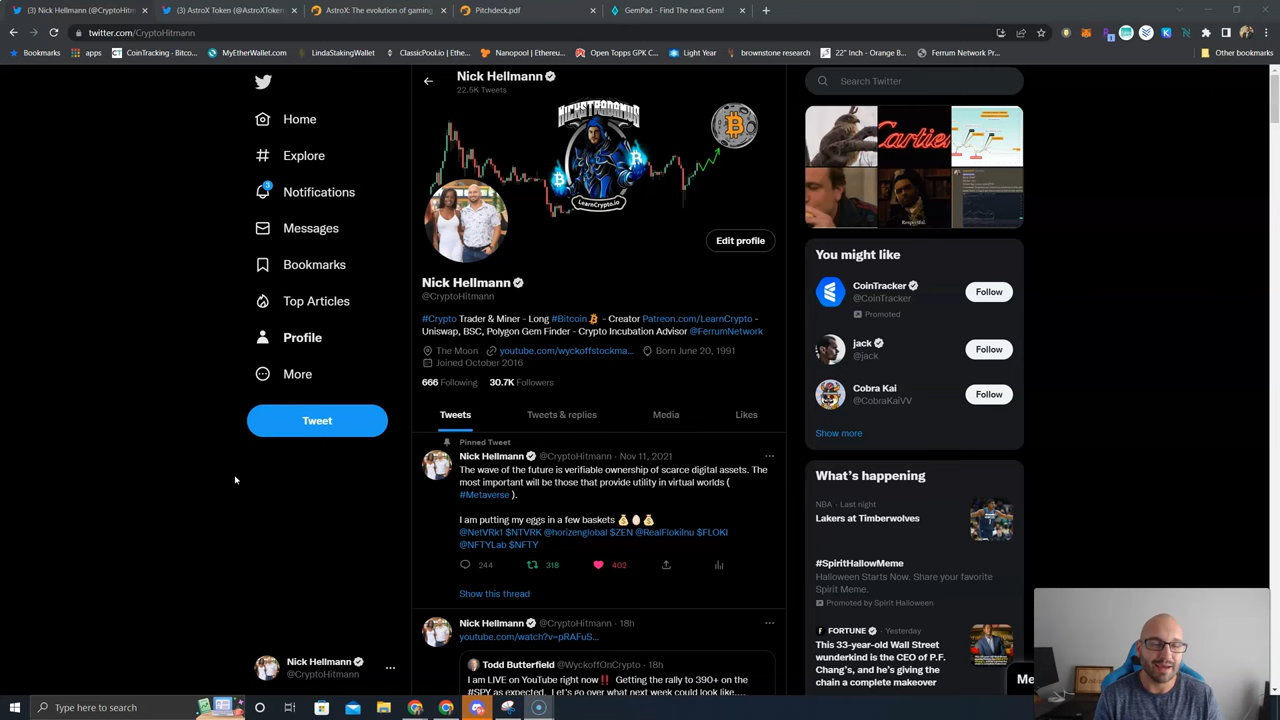 (3) Nick Hellmann (@CryptoHitm
(3) AstroX Token (@AstroXToken
AstroX: The evolution of gaming
Pitchdeck.pdf
GemPad - Find The next Gem!
twitter.com/CryptoHitmann
Bookmarks
apps
CoinTracking - Bitco...
MyEtherWallet.com
LindaStakingWallet
ClassicPool.io | Ethe...
Nanopool | Ethereu...
Open Topps GPK C...
Light Year
brownstone research
22" Inch - Orange B...
Ferrum Network Pr...
Other bookmarks
Home
Explore
Notifications
Messages
Bookmarks
Top Articles
Profile
More
Tweet
Nick Hellmann
@CryptoHitmann
Nick Hellmann
22.5K Tweets
NICKSTRADAMUS
LearnCrypto.io
Edit profile
Nick Hellmann
@CryptoHitmann
#Crypto Trader & Miner - Long #Bitcoin - Creator Patreon.com/LearnCrypto -
Uniswap, BSC, Polygon Gem Finder - Crypto Incubation Advisor @FerrumNetwork
The Moon youtube.com/wyckoffstockma... Born June 20, 1991
Joined October 2016
666 Following 30.7K Followers
Tweets Tweets & replies Media Likes
Pinned Tweet
Nick Hellmann @CryptoHitmann · Nov 11, 2021
The wave of the future is verifiable ownership of scarce digital assets. The
most important will be those that provide utility in virtual worlds (
#Metaverse ).
I am putting my eggs in a few baskets 💰🥚💰
@NetVRk1 $NTVRK @horizenglobal $ZEN @RealFlokiInu $FLOKI
@NFTYLab $NFTY
244 318 402
Show this thread
Nick Hellmann @CryptoHitmann · 18h
youtube.com/watch?v=pRAFuS...
Todd Butterfield @WyckoffOnCrypto · 18h
I am LIVE on YouTube right now‼ Getting the rally to 390+ on the
#SPY as expected. Let's go over what next week could look like....
Search Twitter
Cartier
Respectful.
You might like
CoinTracker
@CoinTracker
Promoted
Follow
jack
@jack
Follow
Cobra Kai
@CobraKaiVV
Follow
Show more
What's happening
NBA · Last night
Lakers at Timberwolves
#SpiritHallowMeme
Halloween Starts Now. Share your favorite
Spirit Meme.
Promoted by Spirit Halloween
FORTUNE · Yesterday
This 33-year-old Wall Street
wunderkind is the CEO of P.F.
Chang's, and he's giving the
chain a complete makeover
Me
Type here to search